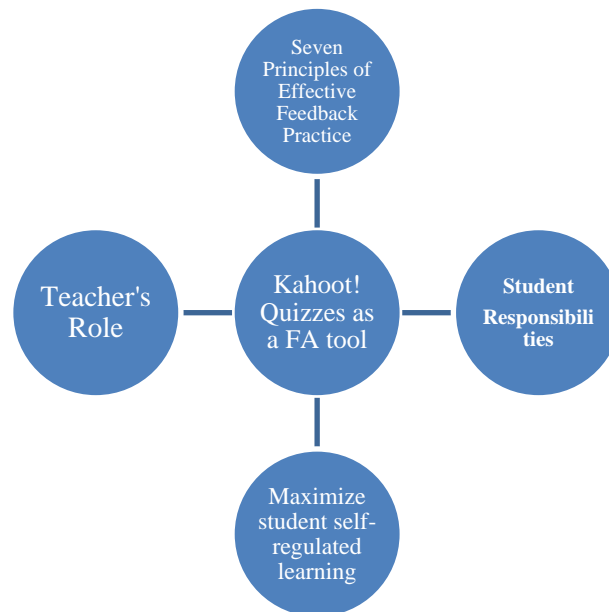 Seven
Principles of
Effective
Feedback
Practice
Teacher's
Role
Kahoot!
Quizzes as
a FA tool
Student
Responsibili
ties
Maximize
student self-
regulated
learning